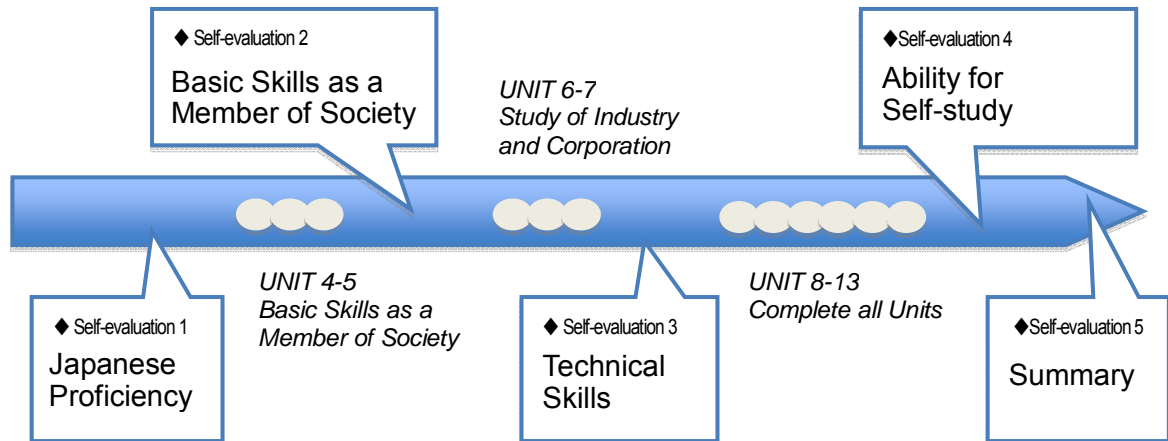 ◆ Self-evaluation 2
Basic Skills as a
Member of Society
UNIT 6-7
Study of Industry
and Corporation
◆Self-evaluation 4
Ability for
Self-study
◆ Self-evaluation 1
Japanese
Proficiency
UNIT 4-5
Basic Skills as a
Member of Society
◆ Self-evaluation 3
Technical
Skills
UNIT 8-13
Complete all Units
◆Self-evaluation 5
Summary